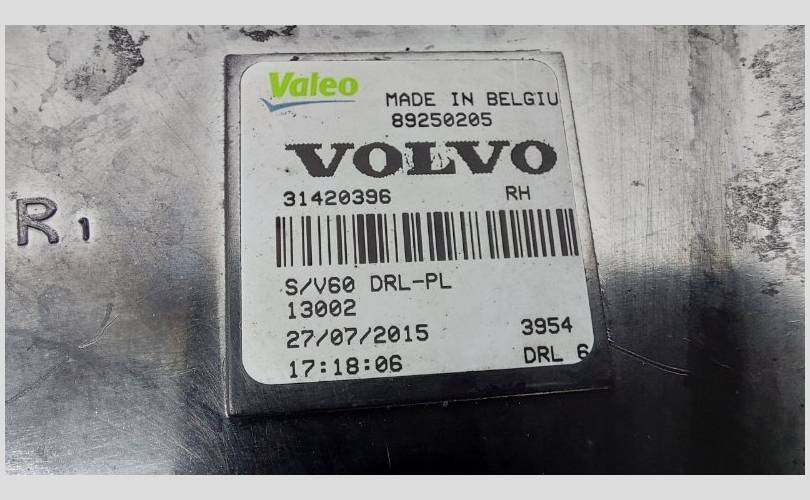 Valeo
MADE IN BELGIU
89250205
VOLVO
31420396 RH
R1
S/V60 DRL-PL
13002
27/07/2015 3954
17:18:06 DRL 6